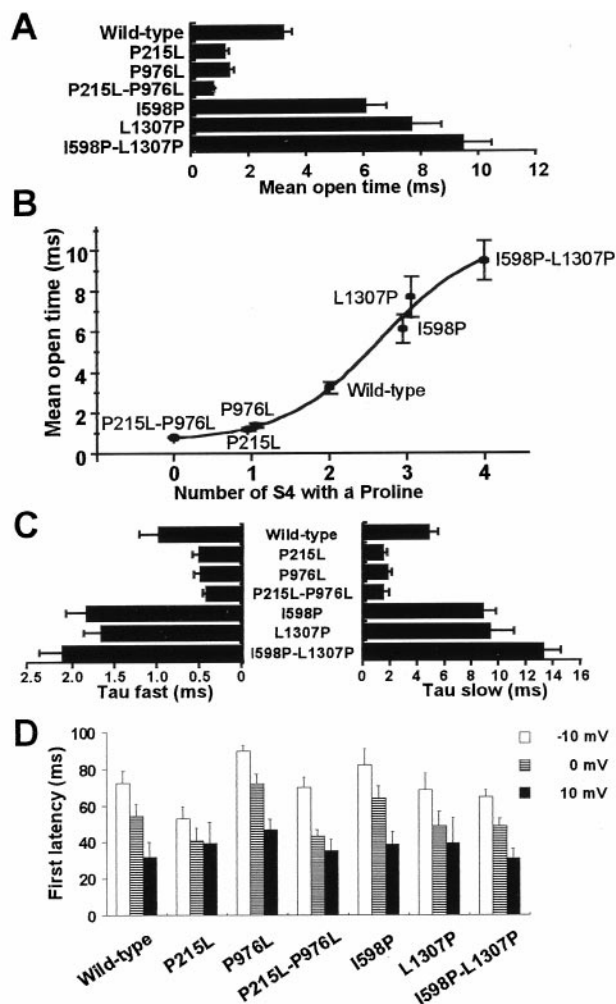 A
Wild-type
P215L
P976L
P215L-P976L
I598P
L1307P
I598P-L1307P
0 2 4 6 8 10 12
Mean open time (ms)
B
Mean open time (ms)
10
8
6
4
2
0
I598P-L1307P
L1307P
I598P
Wild-type
P215L-P976L
P976L
P215L
0 1 2 3 4
Number of S4 with a Proline
C
Wild-type
P215L
P976L
P215L-P976L
I598P
L1307P
I598P-L1307P
2.5 2.0 1.5 1.0 0.5 0
Tau fast (ms)
0 2 4 6 8 10 12 14 16
Tau slow (ms)
D
First latency (ms)
100
80
60
40
20
0
-10 mV
0 mV
10 mV
Wild-type
P215L
P976L
P215L-P976L
I598P
L1307P
I598P-L1307P